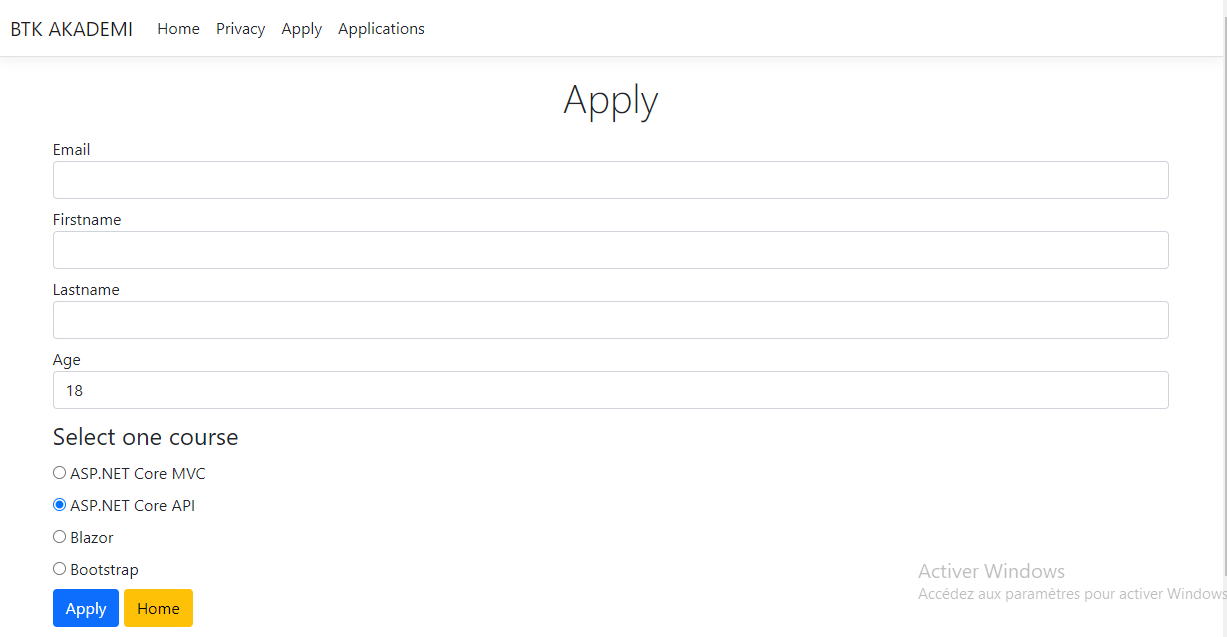 BTK AKADEMI Home Privacy Apply Applications
Apply
Email
Firstname
Lastname
Age
18
Select one course
ASP.NET Core MVC
ASP.NET Core API
Blazor
Bootstrap
Apply Home
Activer Windows
Accédez aux paramètres pour activer Windows